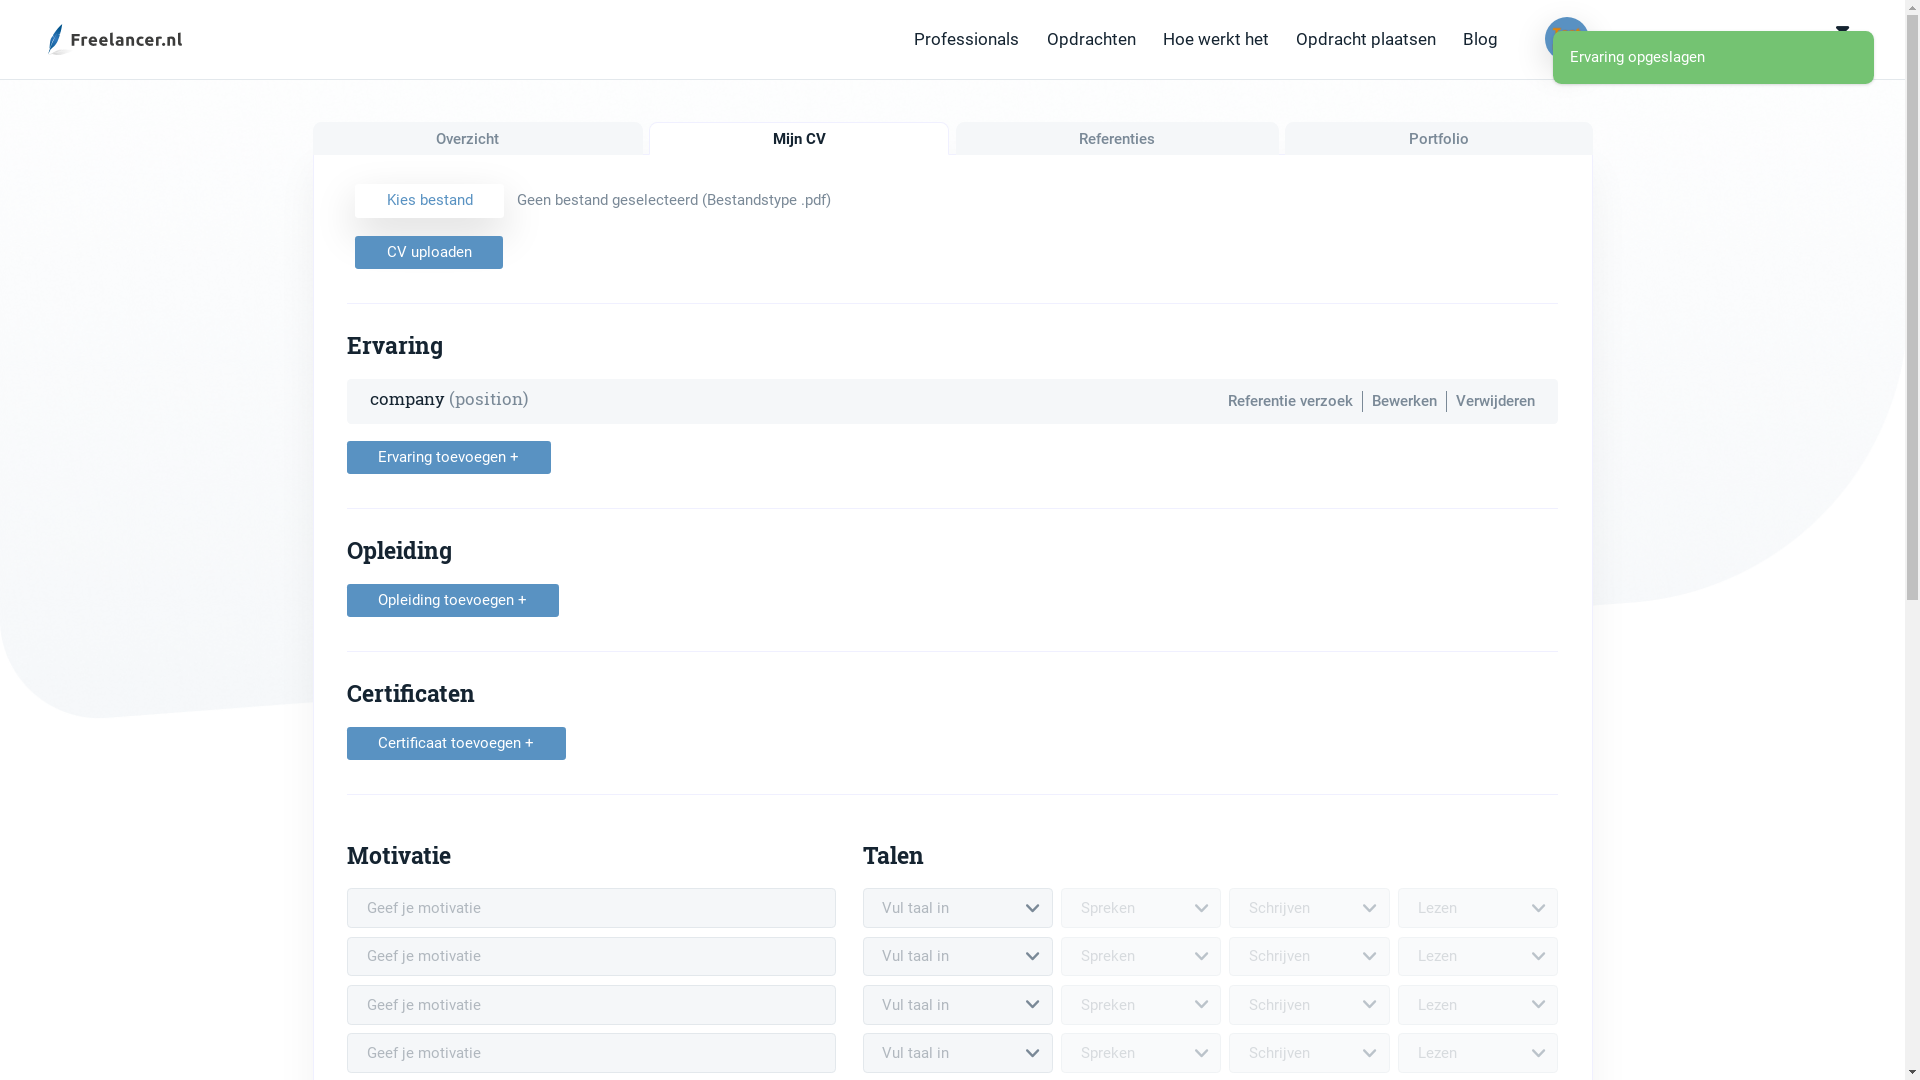 Freelancer.nl
Professionals Opdrachten Hoe werkt het Opdracht plaatsen Blog
Ervaring opgeslagen
Overzicht Mijn CV Referenties Portfolio
Kies bestand Geen bestand geselecteerd (Bestandstype .pdf)
CV uploaden
Ervaring
company (position) Referentie verzoek Bewerken Verwijderen
Ervaring toevoegen +
Opleiding
Opleiding toevoegen +
Certificaten
Certificaat toevoegen +
Motivatie Talen
Geef je motivatie Vul taal in Spreken Schrijven Lezen
Geef je motivatie Vul taal in Spreken Schrijven Lezen
Geef je motivatie Vul taal in Spreken Schrijven Lezen
Geef je motivatie Vul taal in Spreken Schrijven Lezen